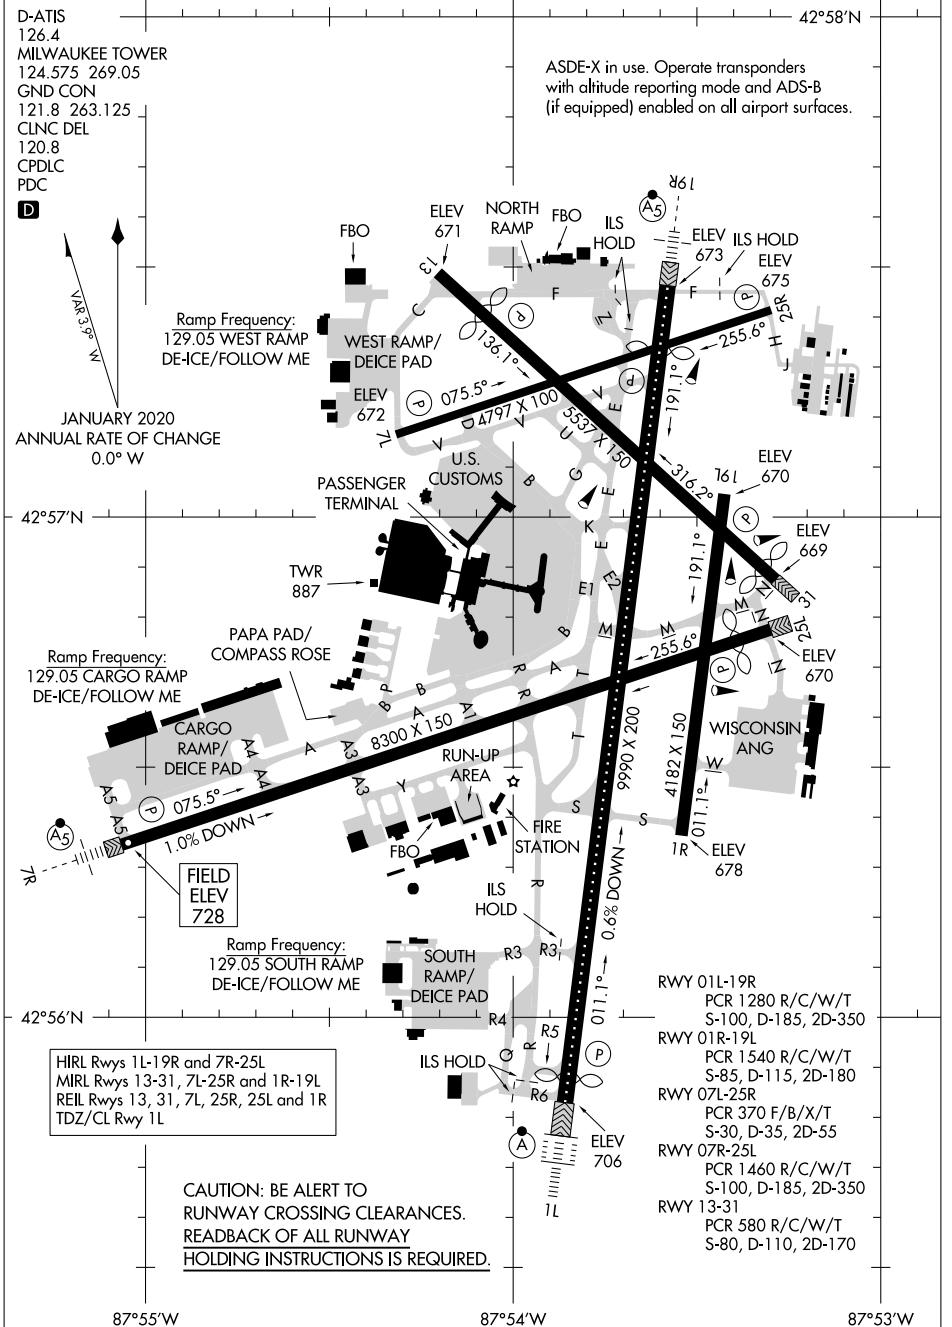 D-ATIS
126.4
MILWAUKEE TOWER
124.575 269.05
GND CON
121.8 263.125
CLNC DEL
120.8
CPDLC
PDC
D
42°58'N
ASDE-X in use. Operate transponders
with altitude reporting mode and ADS-B
(if equipped) enabled on all airport surfaces.
VAR 3.9° W
JANUARY 2020
ANNUAL RATE OF CHANGE
0.0° W
FBO
ELEV
671
NORTH
RAMP
FBO
ILS
HOLD
A5
19R
ELEV
673
ILS HOLD
ELEV
675
13
C
F
F
Z
P
P
25R
H
J
Ramp Frequency:
129.05 WEST RAMP
DE-ICE/FOLLOW ME
WEST RAMP/
DEICE PAD
136.1°
255.6°
ELEV
672
P
075.5°
4797 X 100
P
191.1°
7L
V
D
V
V
E
U
5537 X 150
U.S.
CUSTOMS
B
G
E
316.2°
19L
ELEV
670
PASSENGER
TERMINAL
42°57'N
K
E
P
ELEV
669
TWR
887
E1
E2
191.1°
N
31
M
N
PAPA PAD/
COMPASS ROSE
B
M
M
255.6°
25L
Ramp Frequency:
129.05 CARGO RAMP
DE-ICE/FOLLOW ME
R
A
T
P
N
ELEV
670
P
B
B
A
R
T
A1
8300 X 150
CARGO
RAMP/
DEICE PAD
A4
A
A3
T
9990 X 200
4182 X 150
WISCONSIN
ANG
W
RUN-UP
AREA
A4
A3
Y
A5
P
075.5°
1.0% DOWN
A5
A5
S
S
011.1°
FBO
FIRE
STATION
1R
ELEV
678
7R
FIELD
ELEV
728
ILS
HOLD
R
0.6% DOWN
Ramp Frequency:
129.05 SOUTH RAMP
DE-ICE/FOLLOW ME
SOUTH
RAMP/
DEICE PAD
R3
R3
011.1°
42°56'N
R4
R5
Q
R
P
ILS HOLD
R6
A
ELEV
706
1L
HIRL Rwys 1L-19R and 7R-25L
MIRL Rwys 13-31, 7L-25R and 1R-19L
REIL Rwys 13, 31, 7L, 25R, 25L and 1R
TDZ/CL Rwy 1L
RWY 01L-19R
PCR 1280 R/C/W/T
S-100, D-185, 2D-350
RWY 01R-19L
PCR 1540 R/C/W/T
S-85, D-115, 2D-180
RWY 07L-25R
PCR 370 F/B/X/T
S-30, D-35, 2D-55
RWY 07R-25L
PCR 1460 R/C/W/T
S-100, D-185, 2D-350
RWY 13-31
PCR 580 R/C/W/T
S-80, D-110, 2D-170
CAUTION: BE ALERT TO
RUNWAY CROSSING CLEARANCES.
READBACK OF ALL RUNWAY
HOLDING INSTRUCTIONS IS REQUIRED.
87°55'W
87°54'W
87°53'W